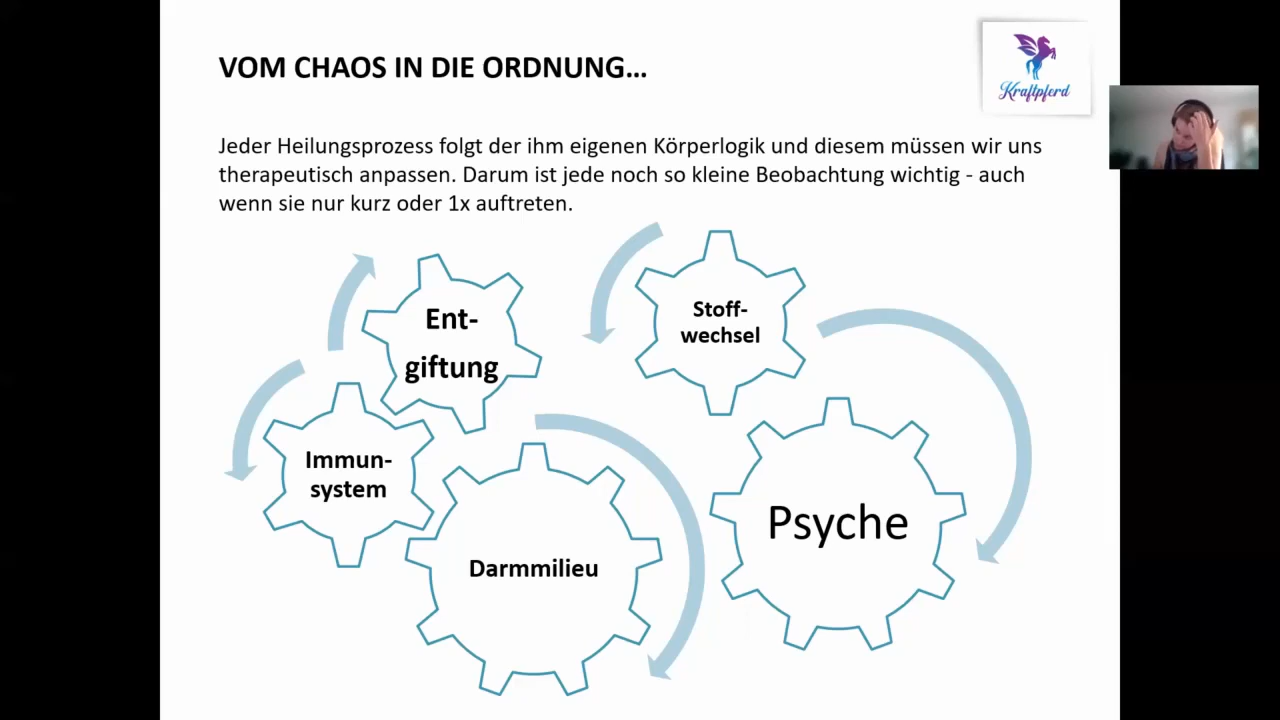 VOM CHAOS IN DIE ORDNUNG…
Kraftpferd
Jeder Heilungsprozess folgt der ihm eigenen Körperlogik und diesem müssen wir uns
therapeutisch anpassen. Darum ist jede noch so kleine Beobachtung wichtig - auch
wenn sie nur kurz oder 1x auftreten.
Ent-
giftung
Stoff-
wechsel
Immun-
system
Darmmilieu
Psyche